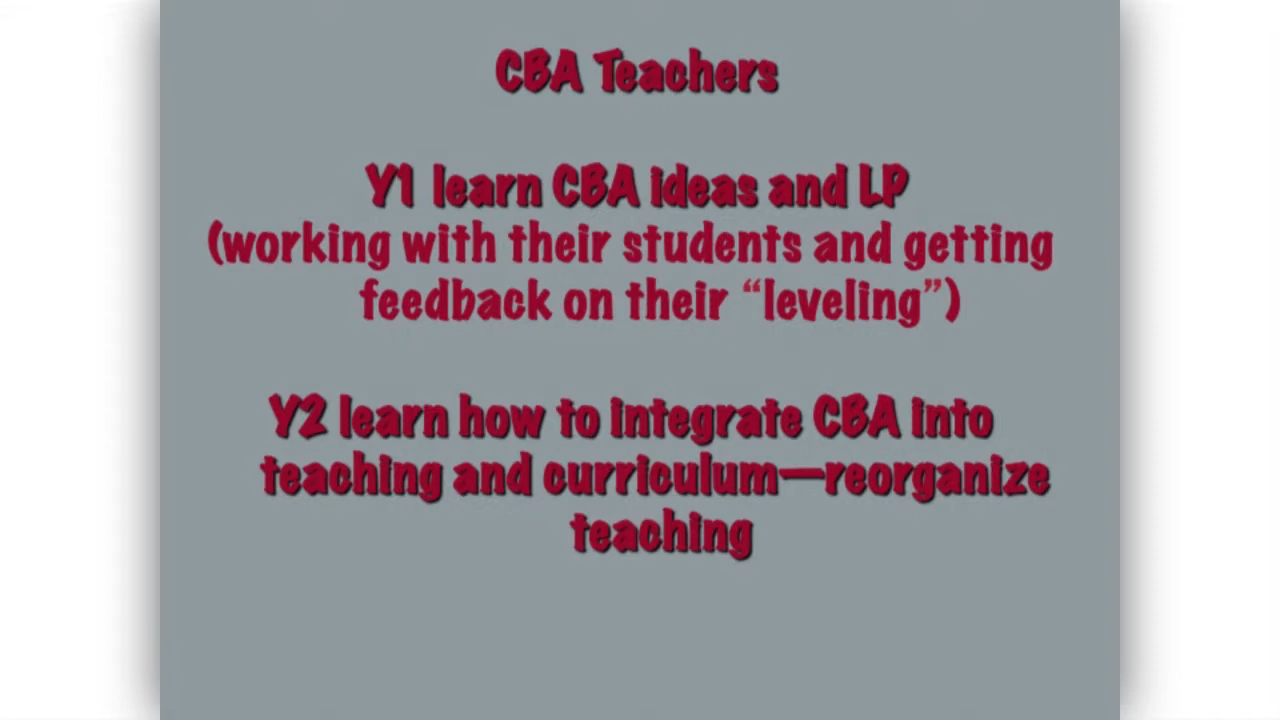 CBA Teachers
Y1 learn CBA ideas and LP
(working with their students and getting
feedback on their “leveling”)
Y2 learn how to integrate CBA into
teaching and curriculum—reorganize
teaching